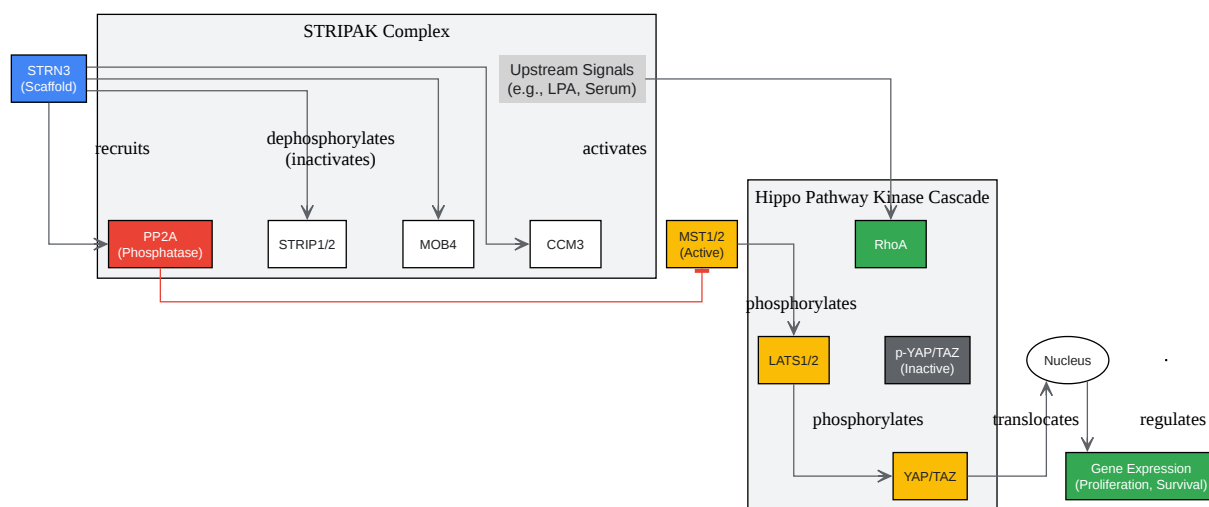 STRIPAK Complex
STRN3
(Scaffold)
Upstream Signals
(e.g., LPA, Serum)
recruits
dephosphorylates
(inactivates)
activates
Hippo Pathway Kinase Cascade
PP2A
(Phosphatase)
STRIP1/2
MOB4
CCM3
MST1/2
(Active)
RhoA
phosphorylates
LATS1/2
p-YAP/TAZ
(Inactive)
Nucleus
phosphorylates
translocates
regulates
YAP/TAZ
Gene Expression
(Proliferation, Survival)